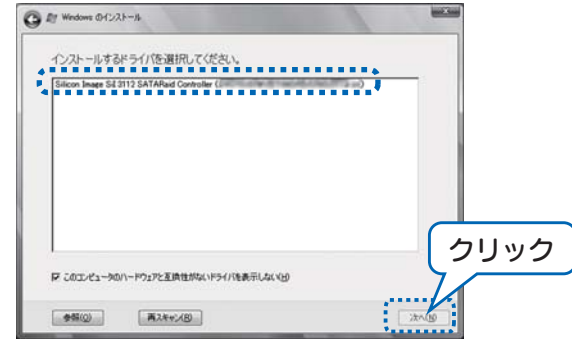 Windows のインストール
インストールするドライバを選択してください。
Silicon Image SiI 3112 SATARaid Controller (
クリック
このコンピュータのハードウェアと互換性がないドライバを表示しない(H)
参照(O) 再スキャン(R) 次へ(N)